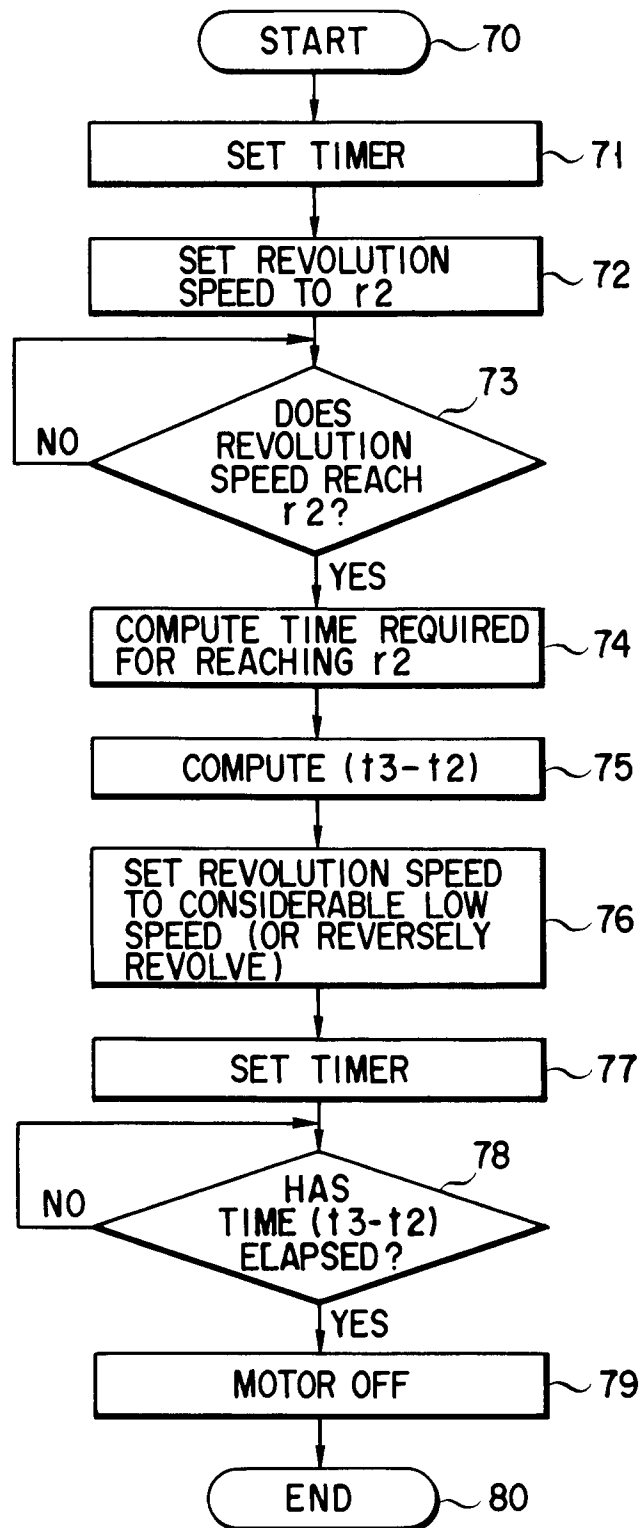 START
70
SET TIMER
71
SET REVOLUTION
SPEED TO r2
72
73
DOES
REVOLUTION
SPEED REACH
r2?
NO
YES
COMPUTE TIME REQUIRED
FOR REACHING r2
74
COMPUTE (t3-t2)
75
SET REVOLUTION SPEED
TO CONSIDERABLE LOW
SPEED (OR REVERSELY
REVOLVE)
76
SET TIMER
77
78
HAS
TIME (t3-t2)
ELAPSED?
NO
YES
MOTOR OFF
79
END
80